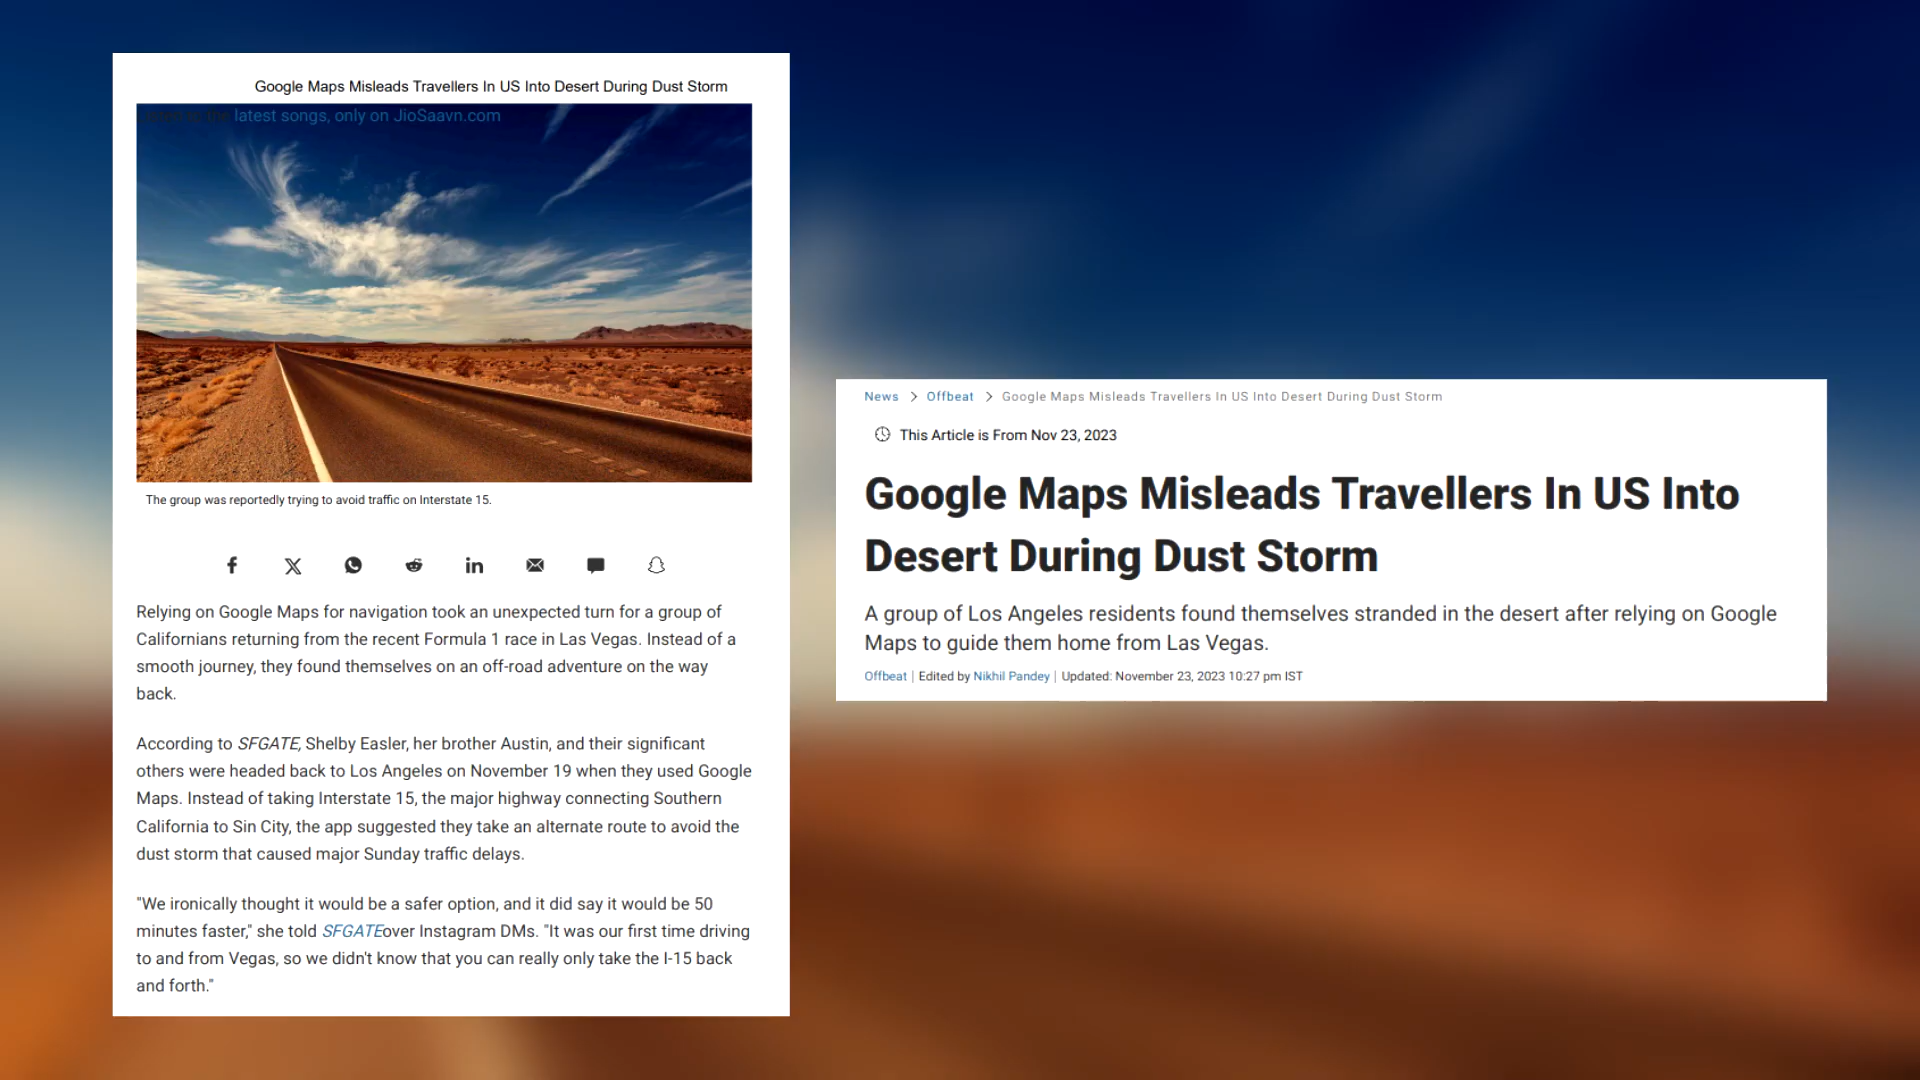 Google Maps Misleads Travellers In US Into Desert During Dust Storm
latest songs, only on JioSaavn.com
The group was reportedly trying to avoid traffic on Interstate 15.
Relying on Google Maps for navigation took an unexpected turn for a group of
Californians returning from the recent Formula 1 race in Las Vegas. Instead of a
smooth journey, they found themselves on an off-road adventure on the way
back.
According to SFGATE, Shelby Easler, her brother Austin, and their significant
others were headed back to Los Angeles on November 19 when they used Google
Maps. Instead of taking Interstate 15, the major highway connecting Southern
California to Sin City, the app suggested they take an alternate route to avoid the
dust storm that caused major Sunday traffic delays.
"We ironically thought it would be a safer option, and it did say it would be 50
minutes faster," she told SFGATEover Instagram DMs. "It was our first time driving
to and from Vegas, so we didn't know that you can really only take the I-15 back
and forth."
News > Offbeat > Google Maps Misleads Travellers In US Into Desert During Dust Storm
This Article is From Nov 23, 2023
Google Maps Misleads Travellers In US Into
Desert During Dust Storm
A group of Los Angeles residents found themselves stranded in the desert after relying on Google
Maps to guide them home from Las Vegas.
Offbeat | Edited by Nikhil Pandey | Updated: November 23, 2023 10:27 pm IST